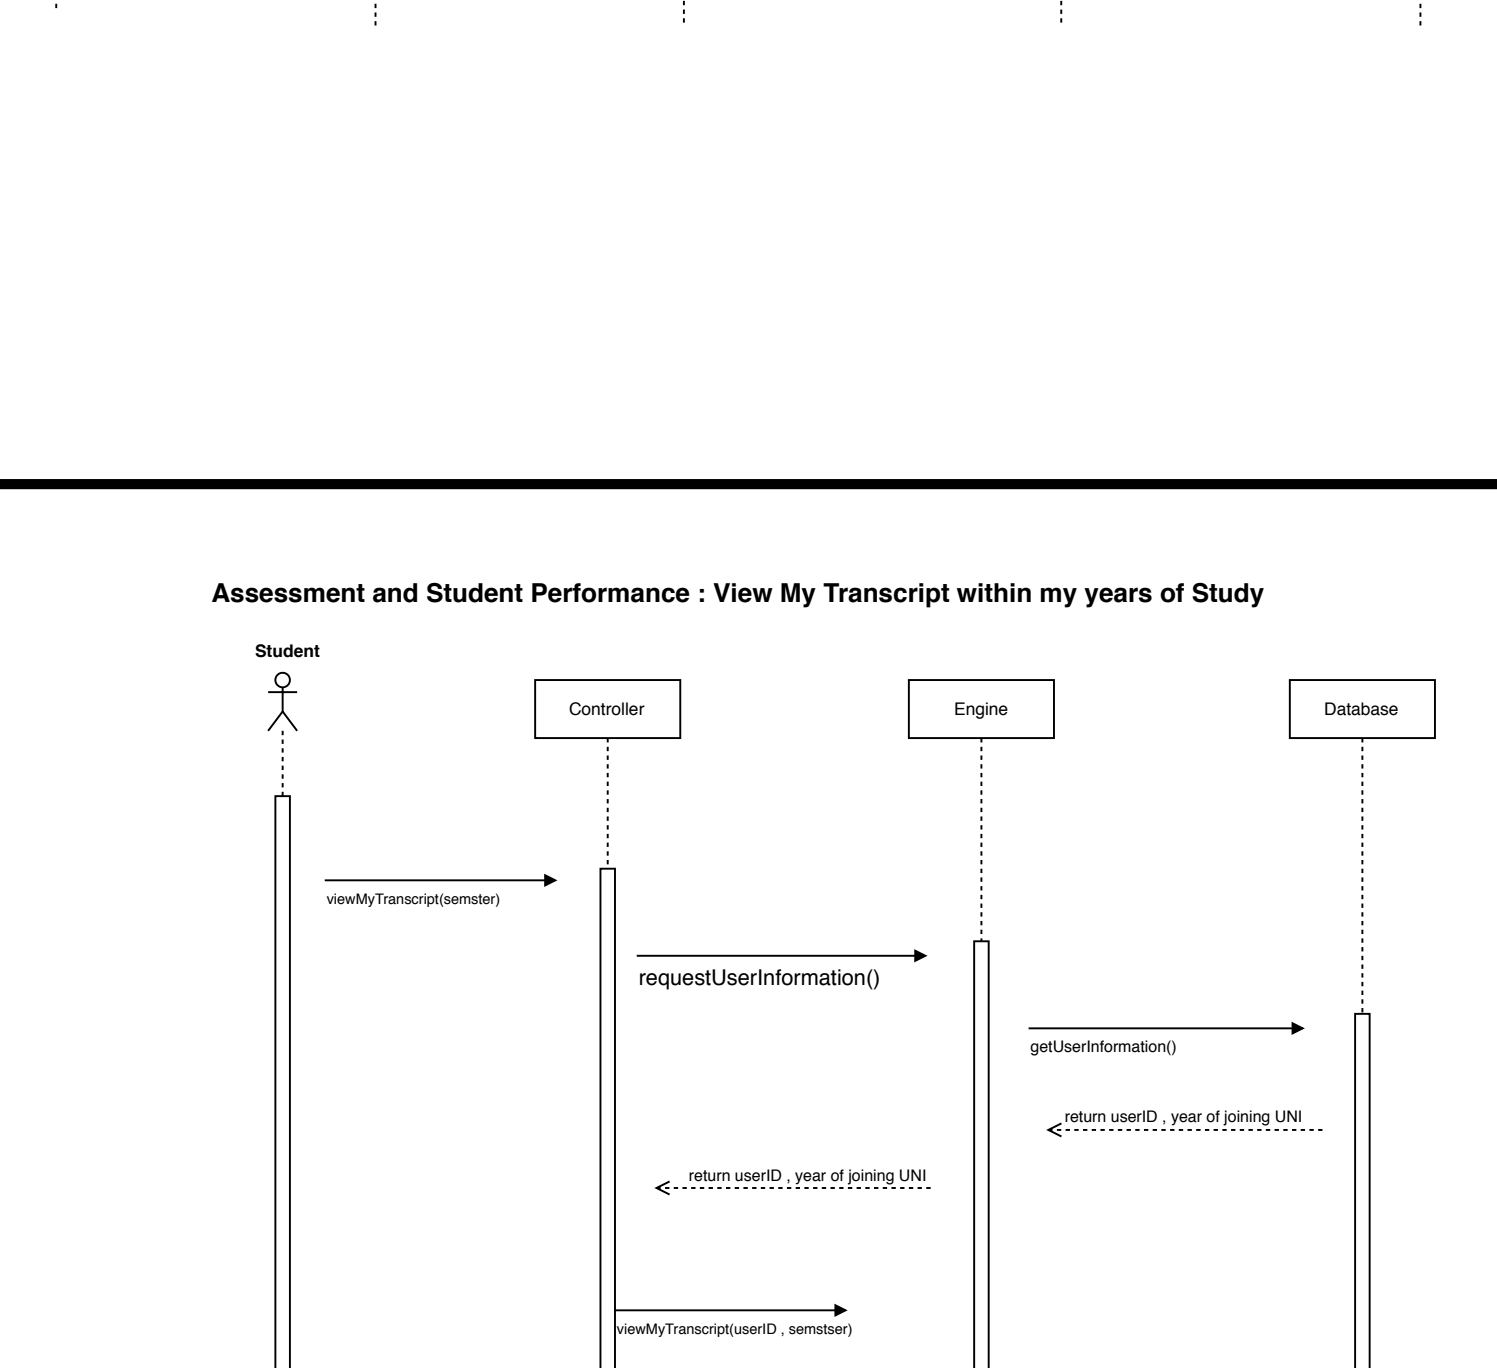 Assessment and Student Performance : View My Transcript within my years of Study
Student
Controller
Engine
Database
viewMyTranscript(semster)
requestUserInformation()
getUserInformation()
return userID , year of joining UNI
return userID , year of joining UNI
viewMyTranscript(userID , semstser)